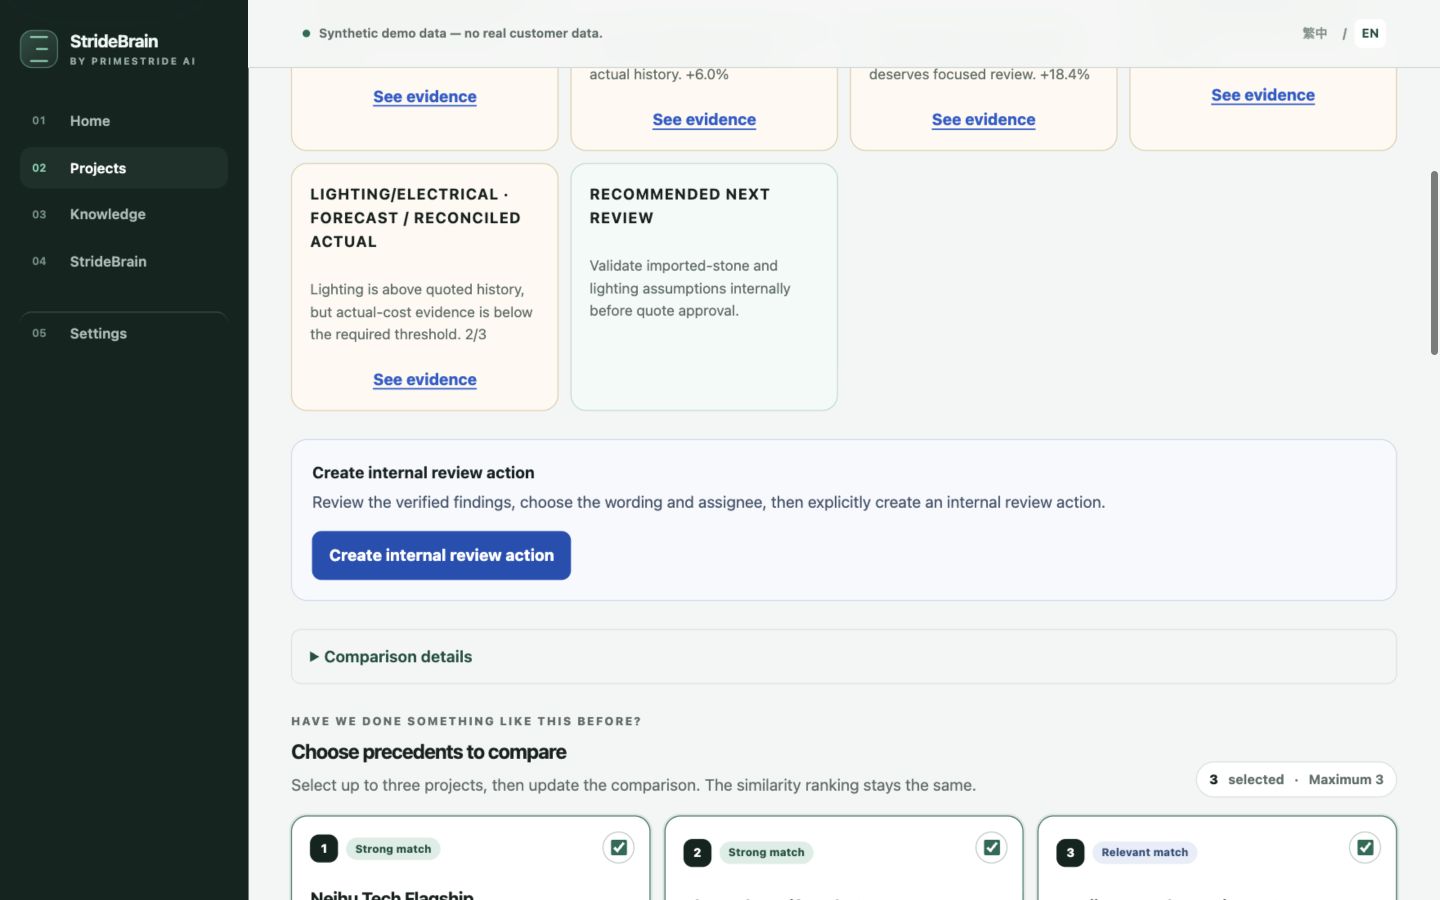 StrideBrain
BY PRIMESTRIDE AI
01 Home
02 Projects
03 Knowledge
04 StrideBrain
05 Settings
Synthetic demo data — no real customer data.
繁中 / EN
actual history. +6.0%
deserves focused review. +18.4%
See evidence
See evidence
See evidence
See evidence
LIGHTING/ELECTRICAL ·
FORECAST / RECONCILED
ACTUAL
Lighting is above quoted history,
but actual-cost evidence is below
the required threshold. 2/3
See evidence
RECOMMENDED NEXT
REVIEW
Validate imported-stone and
lighting assumptions internally
before quote approval.
Create internal review action
Review the verified findings, choose the wording and assignee, then explicitly create an internal review action.
Create internal review action
Comparison details
HAVE WE DONE SOMETHING LIKE THIS BEFORE?
Choose precedents to compare
Select up to three projects, then update the comparison. The similarity ranking stays the same.
3 selected · Maximum 3
1 Strong match
Neihu Tech Flagship
2 Strong match
3 Relevant match